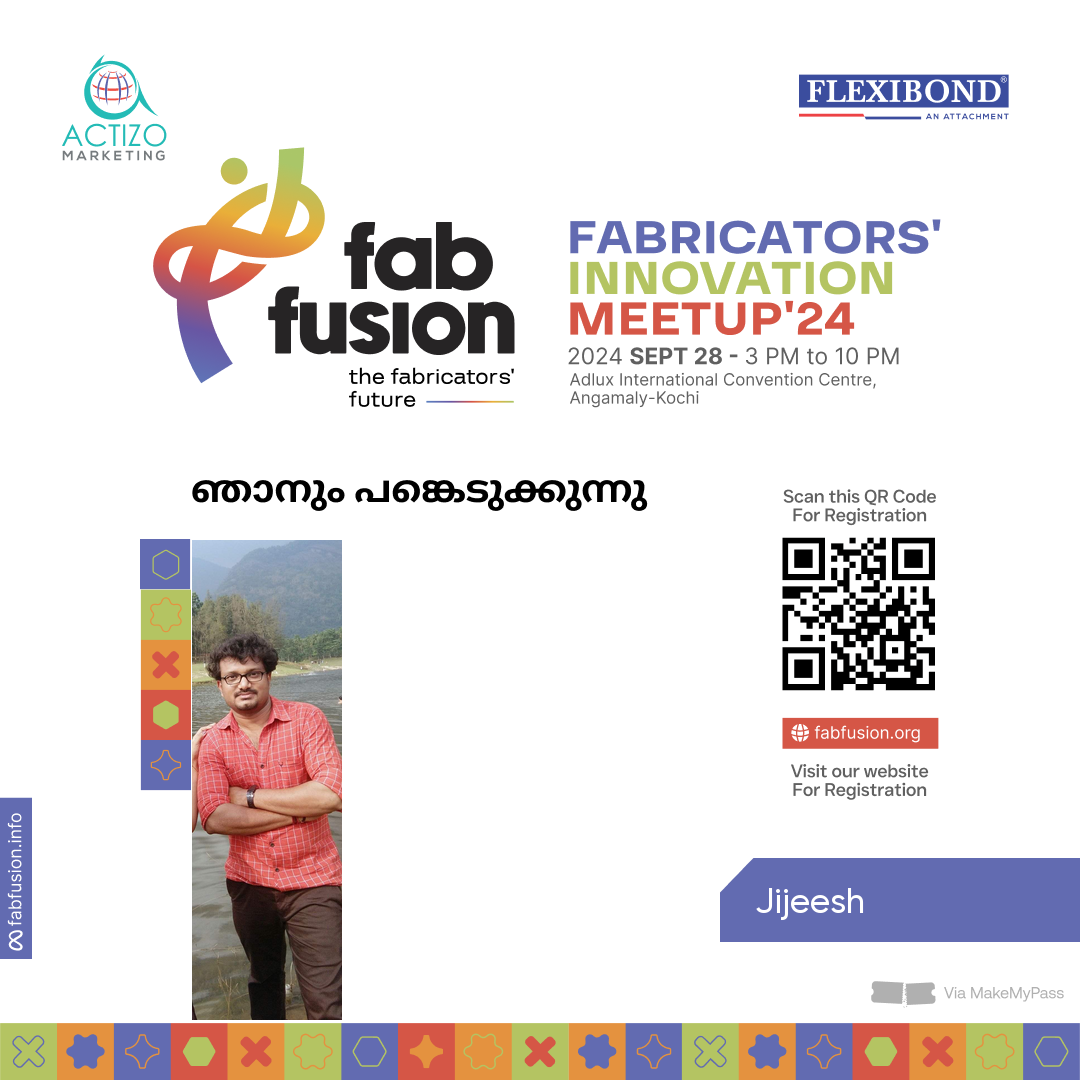 ACTIZO
MARKETING
FLEXIBOND®
AN ATTACHMENT
fab
fusion
the fabricators'
future
FABRICATORS'
INNOVATION
MEETUP'24
2024 SEPT 28 - 3 PM to 10 PM
Adlux International Convention Centre,
Angamaly-Kochi
ഞാനും പങ്കെടുക്കുന്നു
Scan this QR Code
For Registration
fabfusion.org
Visit our website
For Registration
fabfusion.info
Jijeesh
Via MakeMyPass